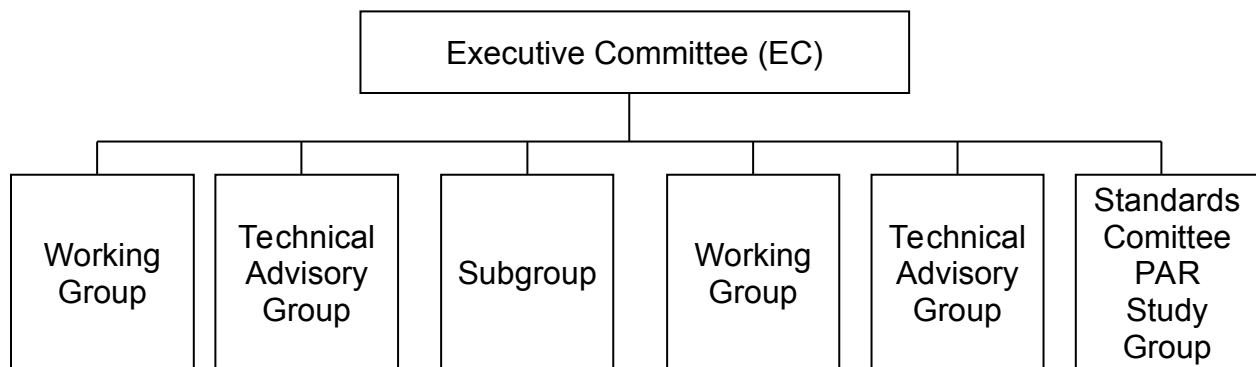 Executive Committee (EC)
Working
Group
Technical
Advisory
Group
Subgroup
Working
Group
Technical
Advisory
Group
Standards
Comittee
PAR
Study
Group